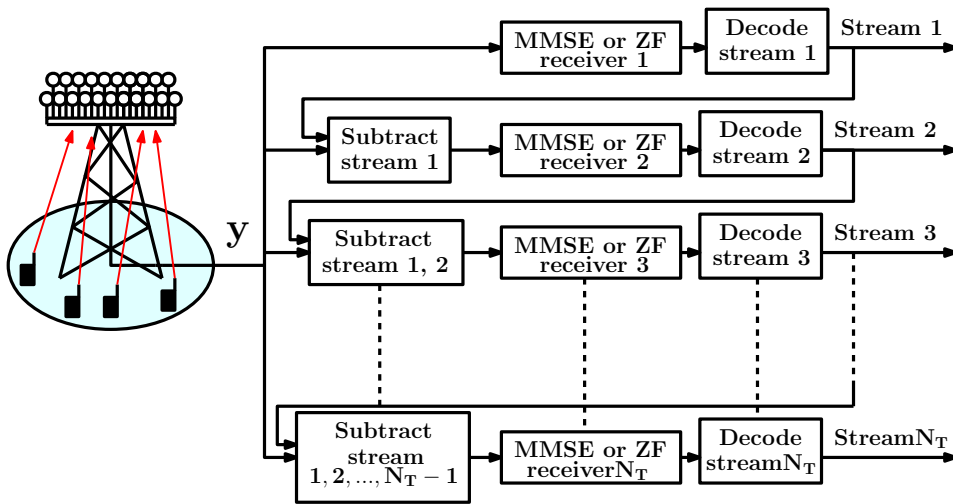 MMSE or ZF
receiver 1
Decode
stream 1
Stream 1
Subtract
stream 1
MMSE or ZF
receiver 2
Decode
stream 2
Stream 2
y
Subtract
stream 1, 2
MMSE or ZF
receiver 3
Decode
stream 3
Stream 3
Subtract
stream
1, 2, ..., N_T − 1
MMSE or ZF
receiverN_T
Decode
streamN_T
StreamN_T